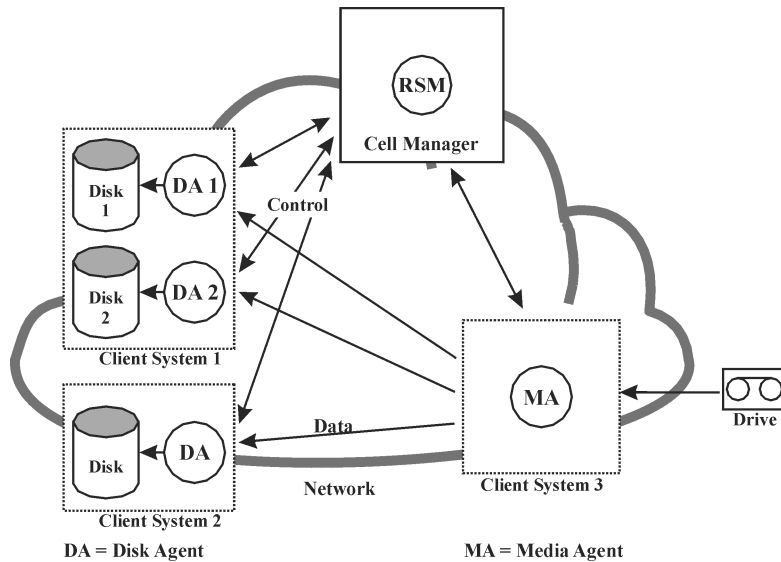 RSM
Cell Manager
Disk
1
DA 1
Control
Disk
2
DA 2
Client System 1
MA
Drive
Data
Disk
DA
Network
Client System 3
Client System 2
DA = Disk Agent
MA = Media Agent